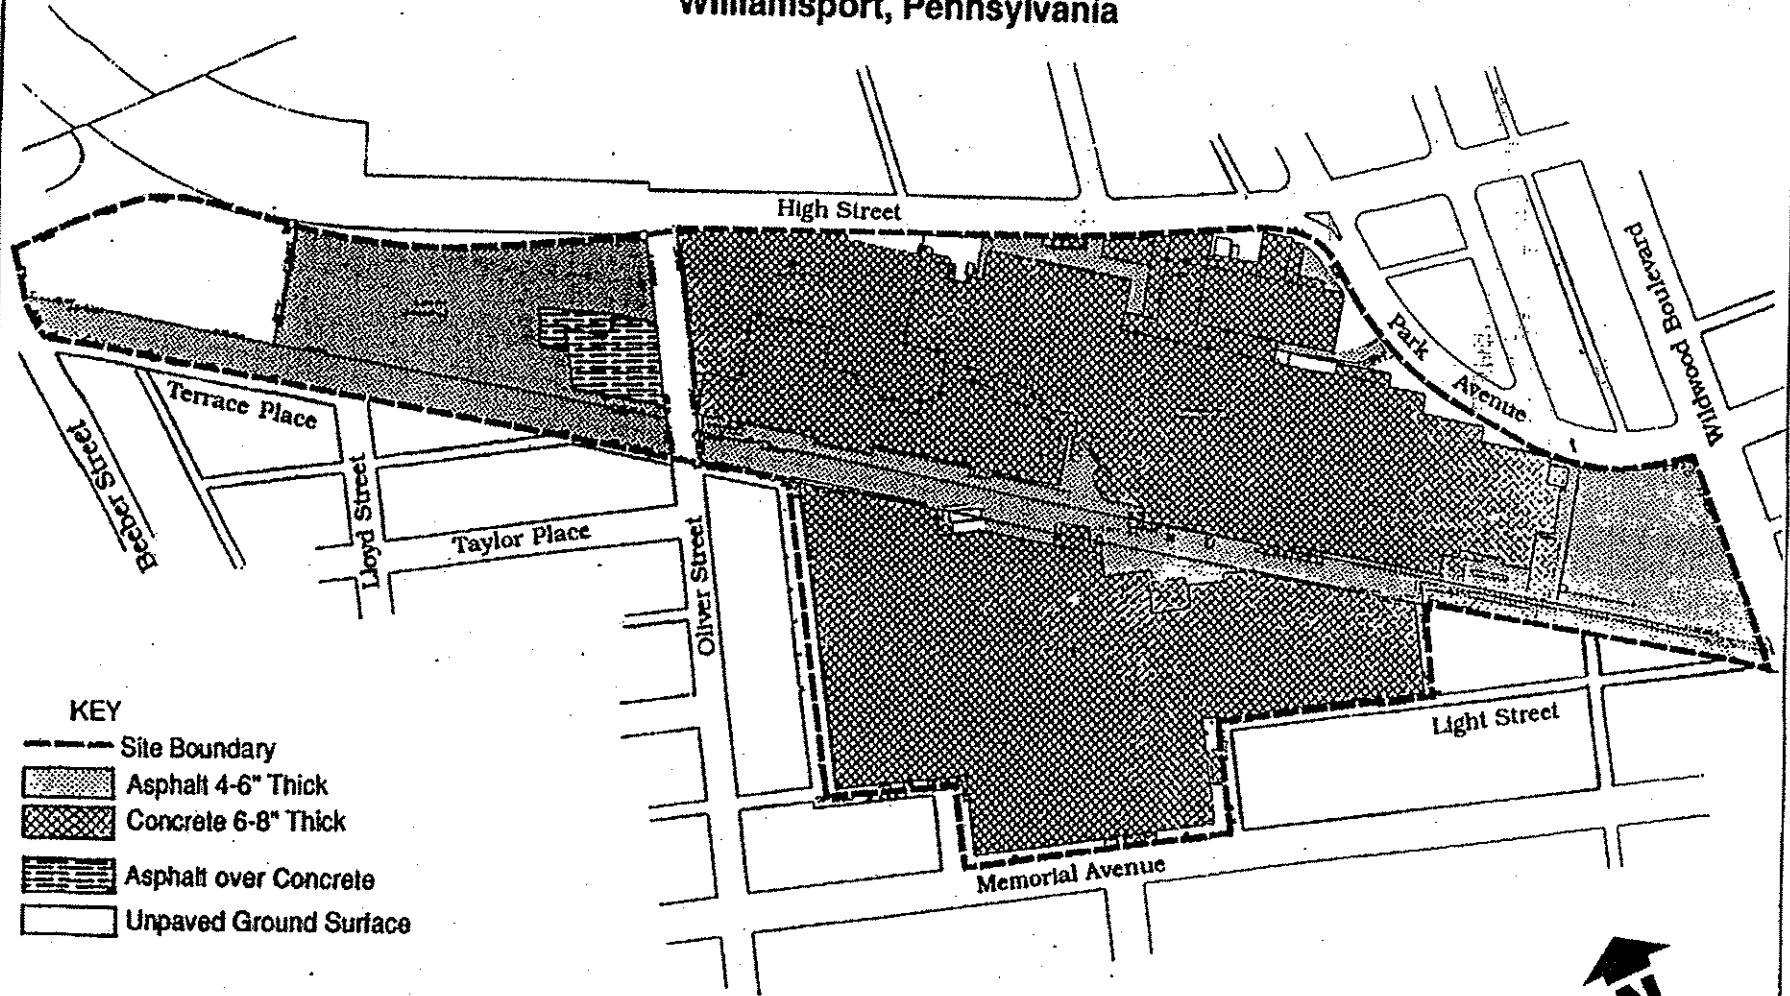 Williamsport, Pennsylvania
High Street
Wildwood Boulevard
Park
Avenue
Terrace Place
Beeber Street
Lloyd Street
Taylor Place
Oliver Street
Light Street
Memorial Avenue
KEY
Site Boundary
Asphalt 4-6" Thick
Concrete 6-8" Thick
Asphalt over Concrete
Unpaved Ground Surface